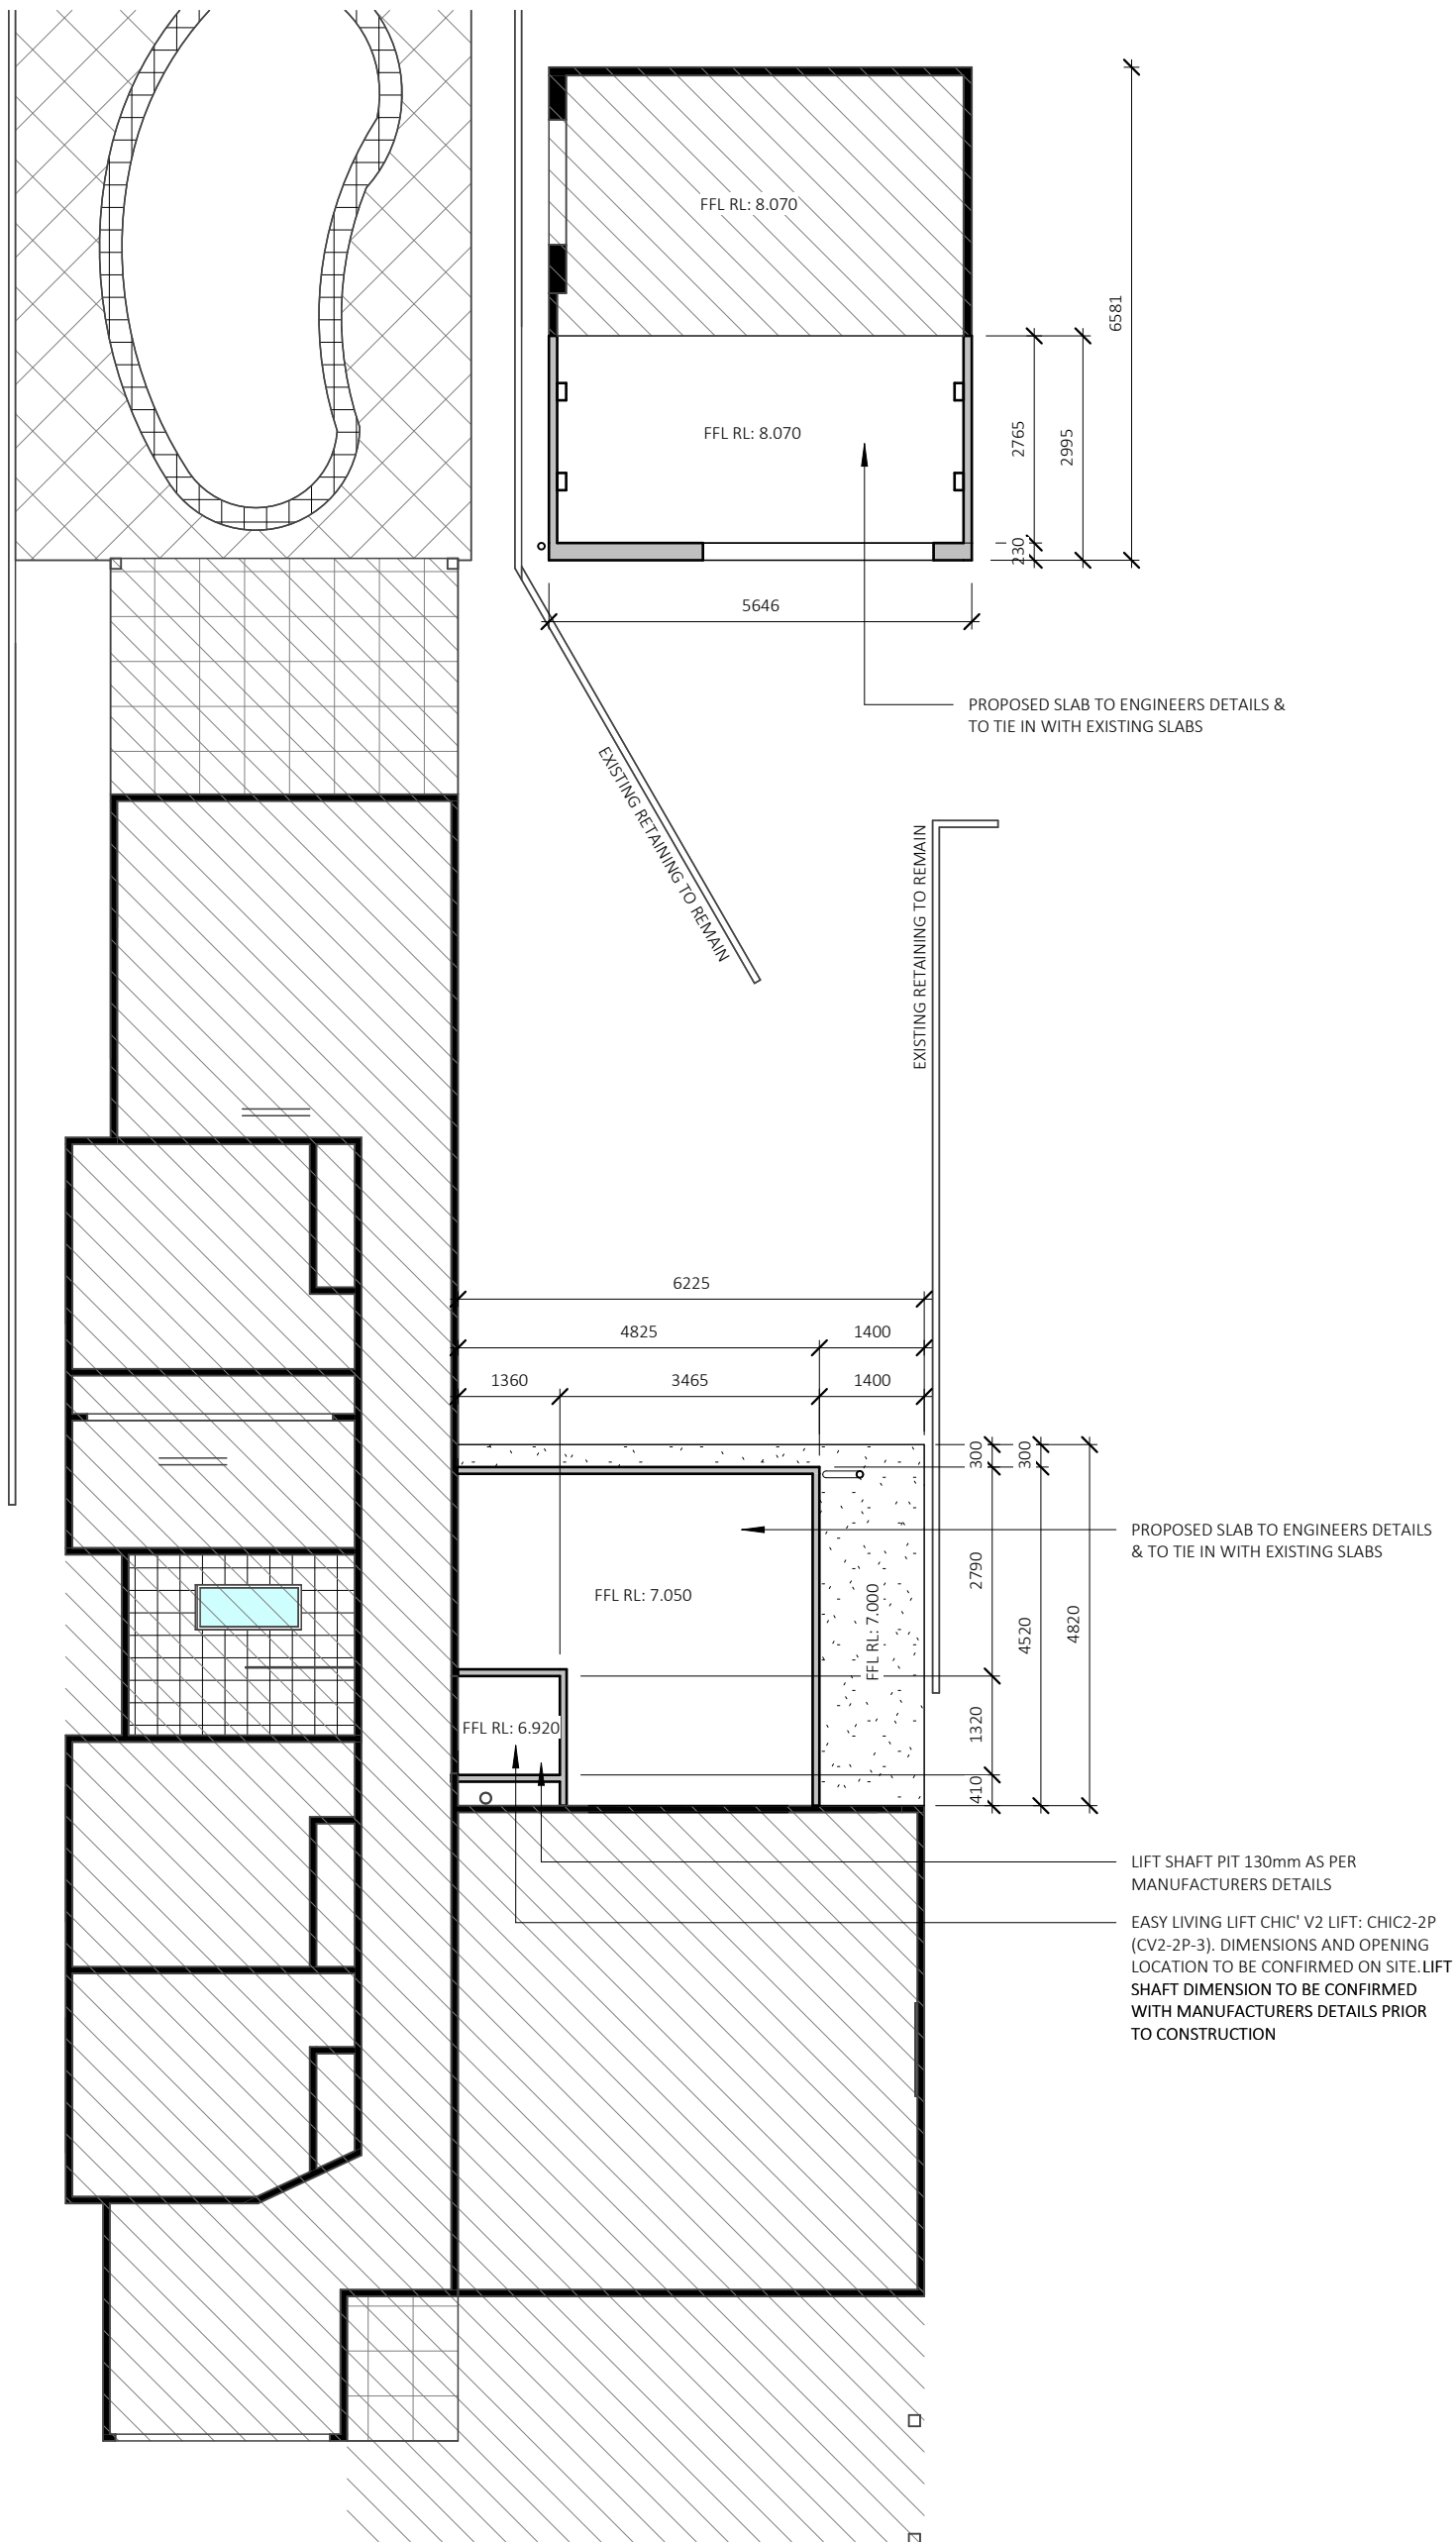 FFL RL: 8.070
6581
FFL RL: 8.070
2765
2995
230
5646
PROPOSED SLAB TO ENGINEERS DETAILS &
TO TIE IN WITH EXISTING SLABS
EXISTING RETAINING TO REMAIN
EXISTING RETAINING TO REMAIN
6225
4825
1400
1360
3465
1400
300
300
PROPOSED SLAB TO ENGINEERS DETAILS
& TO TIE IN WITH EXISTING SLABS
2790
FFL RL: 7.050
FFL RL: 7.000
4520
4820
FFL RL: 6.920
1320
410
LIFT SHAFT PIT 130mm AS PER
MANUFACTURERS DETAILS
EASY LIVING LIFT CHIC' V2 LIFT: CHIC2-2P
(CV2-2P-3). DIMENSIONS AND OPENING
LOCATION TO BE CONFIRMED ON SITE.LIFT
SHAFT DIMENSION TO BE CONFIRMED
WITH MANUFACTURERS DETAILS PRIOR
TO CONSTRUCTION